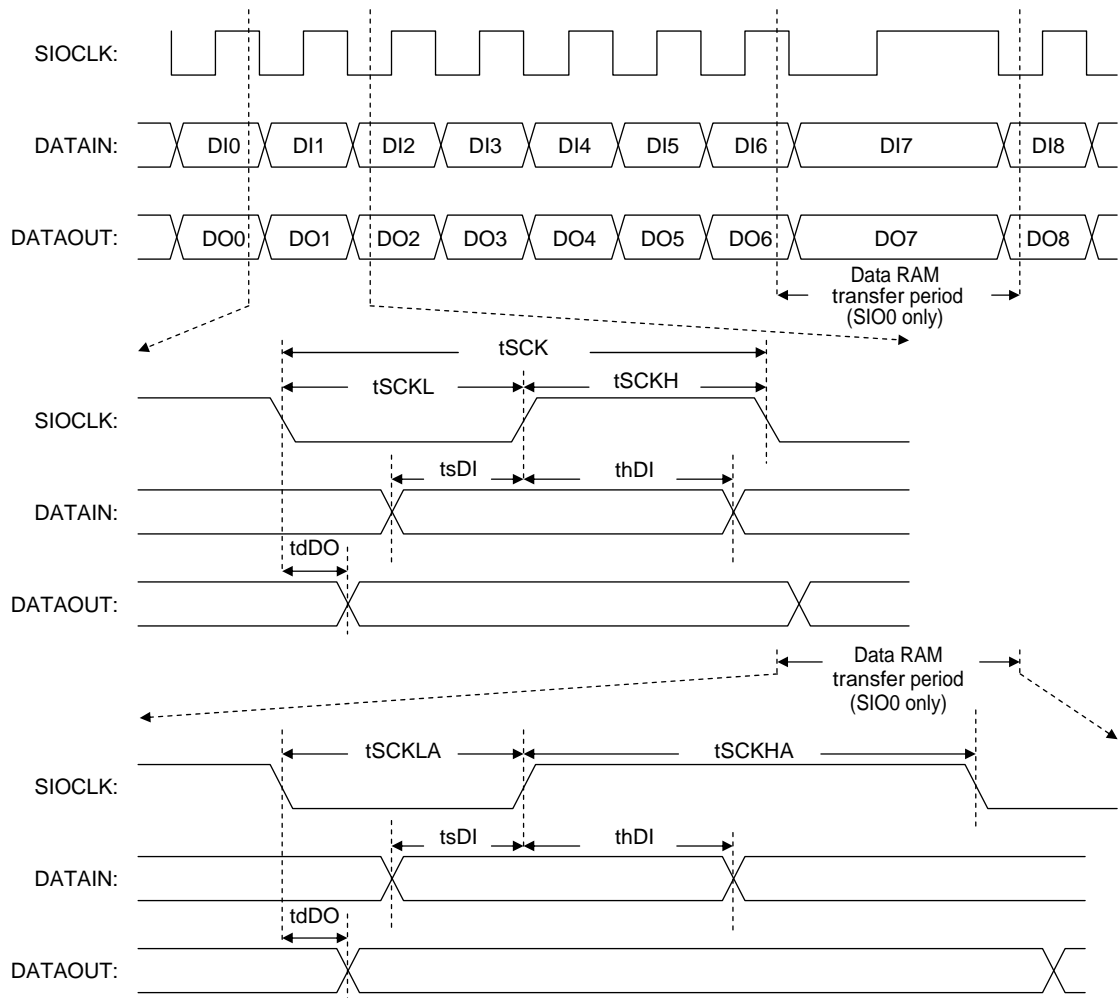 SIOCLK:
DATAIN: DI0 DI1 DI2 DI3 DI4 DI5 DI6 DI7 DI8
DATAOUT: DO0 DO1 DO2 DO3 DO4 DO5 DO6 DO7 DO8
Data RAM
transfer period
(SIO0 only)
tSCK
tSCKL tSCKH
SIOCLK:
tsDI thDI
DATAIN:
tdDO
DATAOUT:
Data RAM
transfer period
(SIO0 only)
tSCKLA tSCKHA
SIOCLK:
tsDI thDI
DATAIN:
tdDO
DATAOUT: